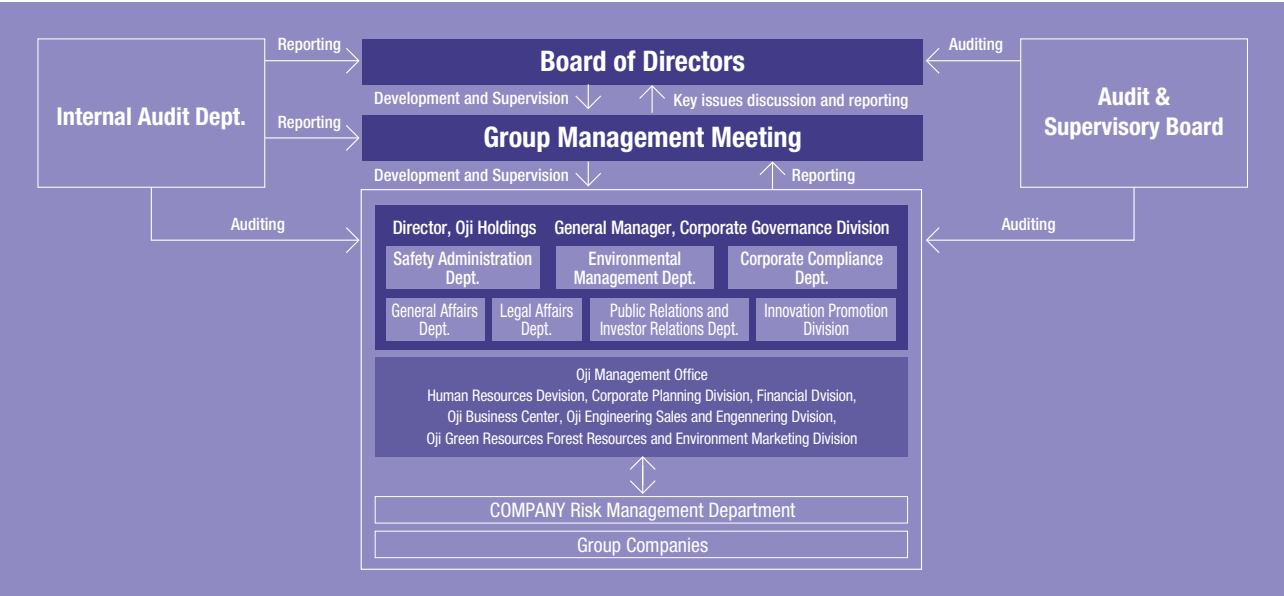 Reporting
Board of Directors
Auditing
Internal Audit Dept.
Development and Supervision
Key issues discussion and reporting
Audit &
Supervisory Board
Reporting
Group Management Meeting
Development and Supervision
Reporting
Auditing
Auditing
Director, Oji Holdings
General Manager, Corporate Governance Division
Safety Administration
Dept.
Environmental
Management Dept.
Corporate Compliance
Dept.
General Affairs
Dept.
Legal Affairs
Dept.
Public Relations and
Investor Relations Dept.
Innovation Promotion
Division
Oji Management Office
Human Resources Devision, Corporate Planning Division, Financial Dvision,
Oji Business Center, Oji Engineering Sales and Engennering Dvision,
Oji Green Resources Forest Resources and Environment Marketing Division
COMPANY Risk Management Department
Group Companies